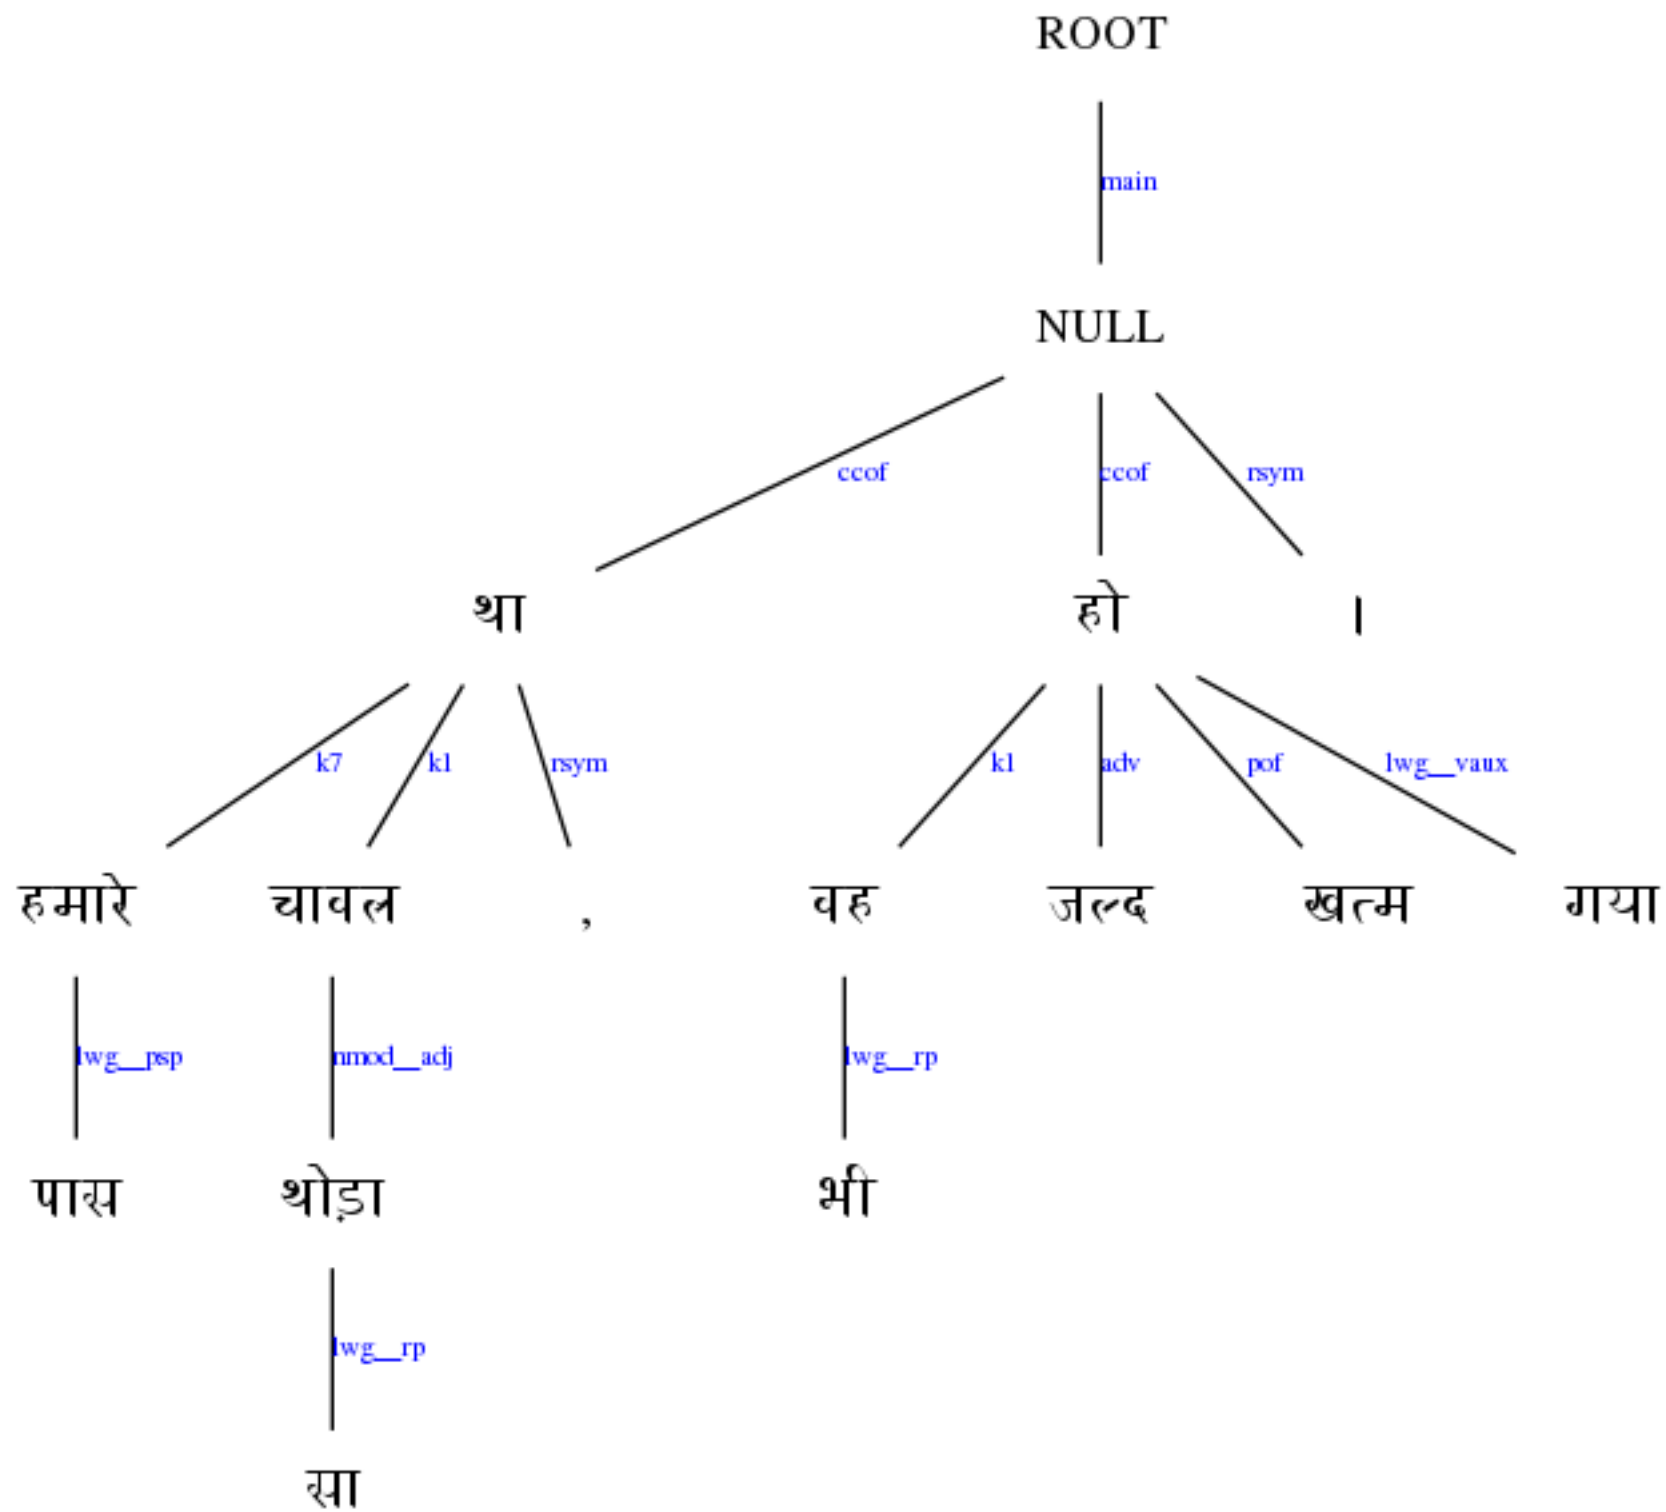 ROOT
main
NULL
ccof ccof rsym
था हो ।
k7 k1 rsym k1 adv pof lwg__vaux
हमारे चावल , वह जल्द खत्म गया
lwg__psp nmod__adj lwg__rp
पास थोड़ा भी
lwg__rp
सा